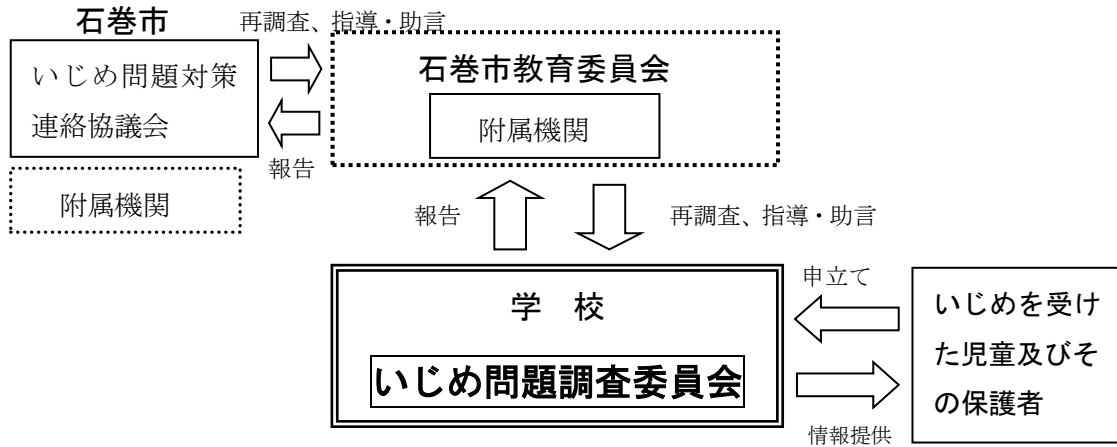 石巻市
再調査、指導・助言
いじめ問題対策
連絡協議会
石巻市教育委員会
附属機関
報告
附属機関
報告
再調査、指導・助言
申立て
学　校
いじめ問題調査委員会
いじめを受け
た児童及びそ
の保護者
情報提供